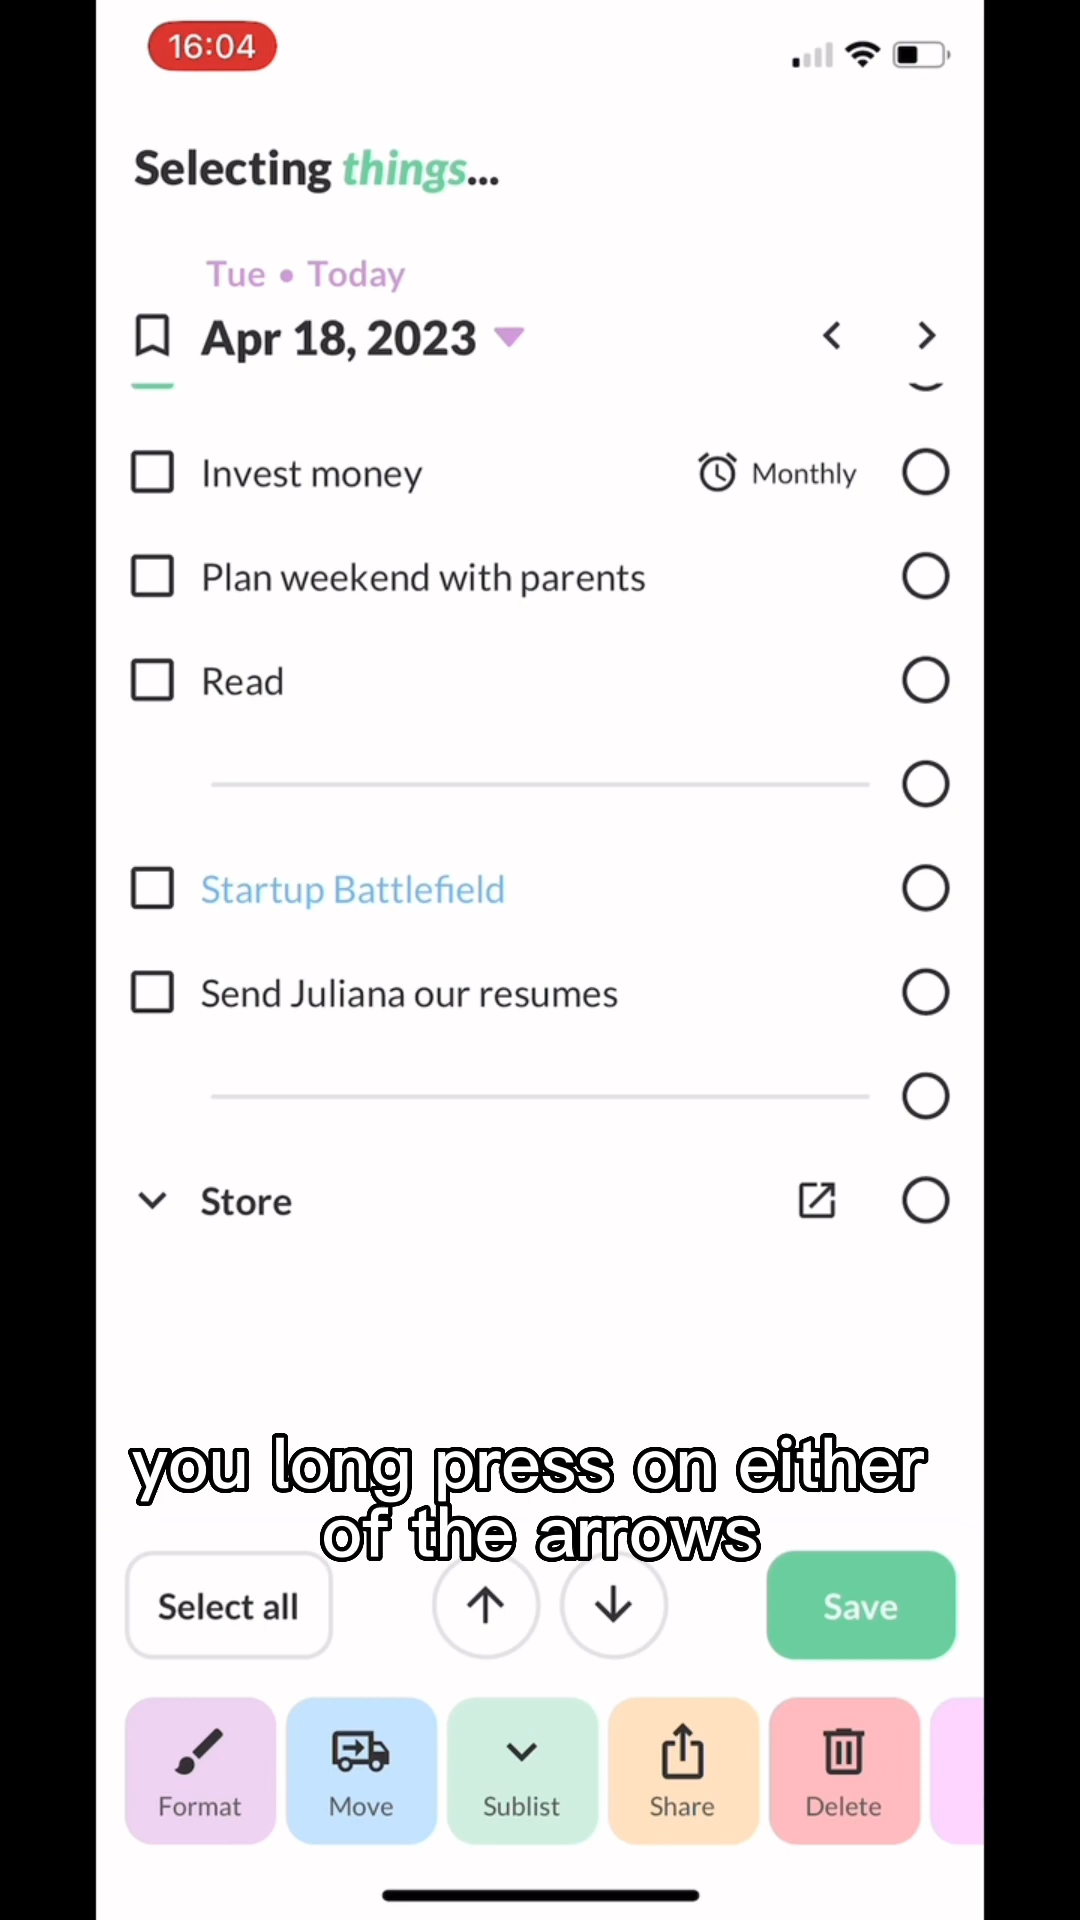 16:04
Selecting things...
Tue • Today
Apr 18, 2023
Invest money Monthly
Plan weekend with parents
Read
Startup Battlefield
Send Juliana our resumes
Store
you long press on either
of the arrows
Select all Save
Format Move Sublist Share Delete